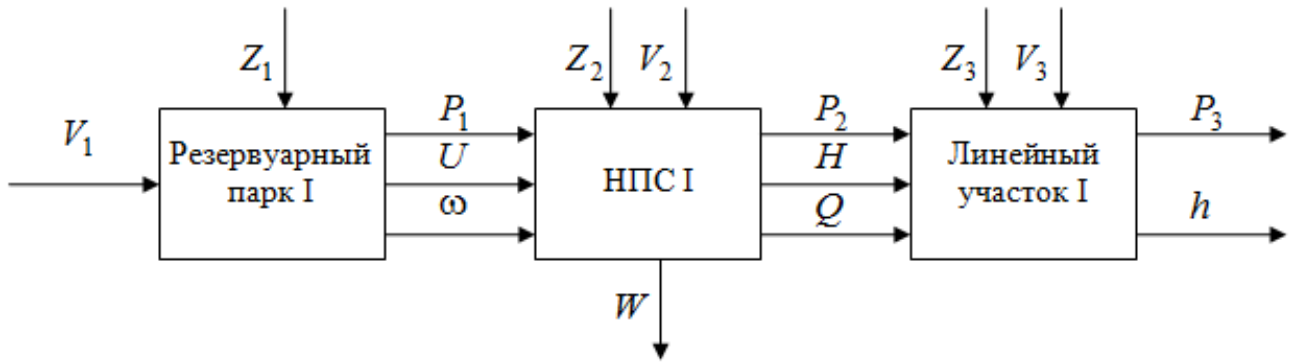 Z₁
Z₂
V₂
Z₃
V₃
V₁
Резервуарный
парк I
P₁
U
ω
НПС I
P₂
H
Q
Линейный
участок I
P₃
h
W